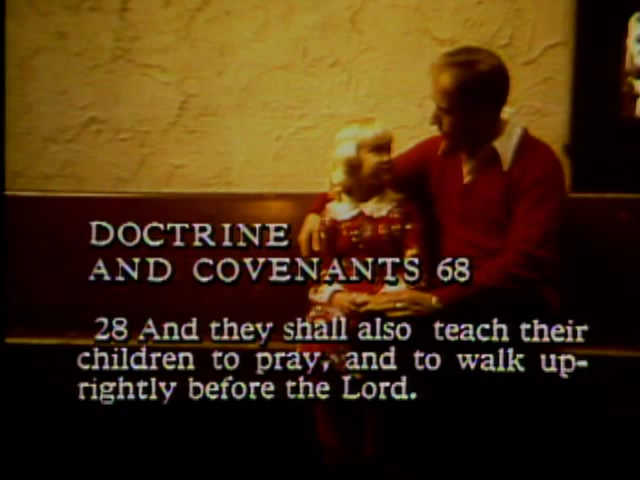 DOCTRINE
AND COVENANTS 68
28 And they shall also teach their
children to pray, and to walk up-
rightly before the Lord.